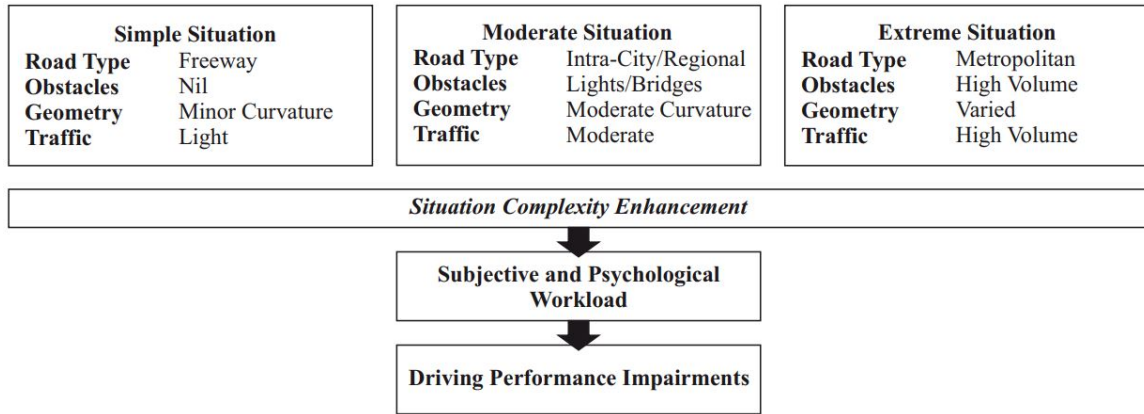 Simple Situation
Road Type Freeway
Obstacles Nil
Geometry Minor Curvature
Traffic Light
Moderate Situation
Road Type Intra-City/Regional
Obstacles Lights/Bridges
Geometry Moderate Curvature
Traffic Moderate
Extreme Situation
Road Type Metropolitan
Obstacles High Volume
Geometry Varied
Traffic High Volume
Situation Complexity Enhancement
Subjective and Psychological
Workload
Driving Performance Impairments